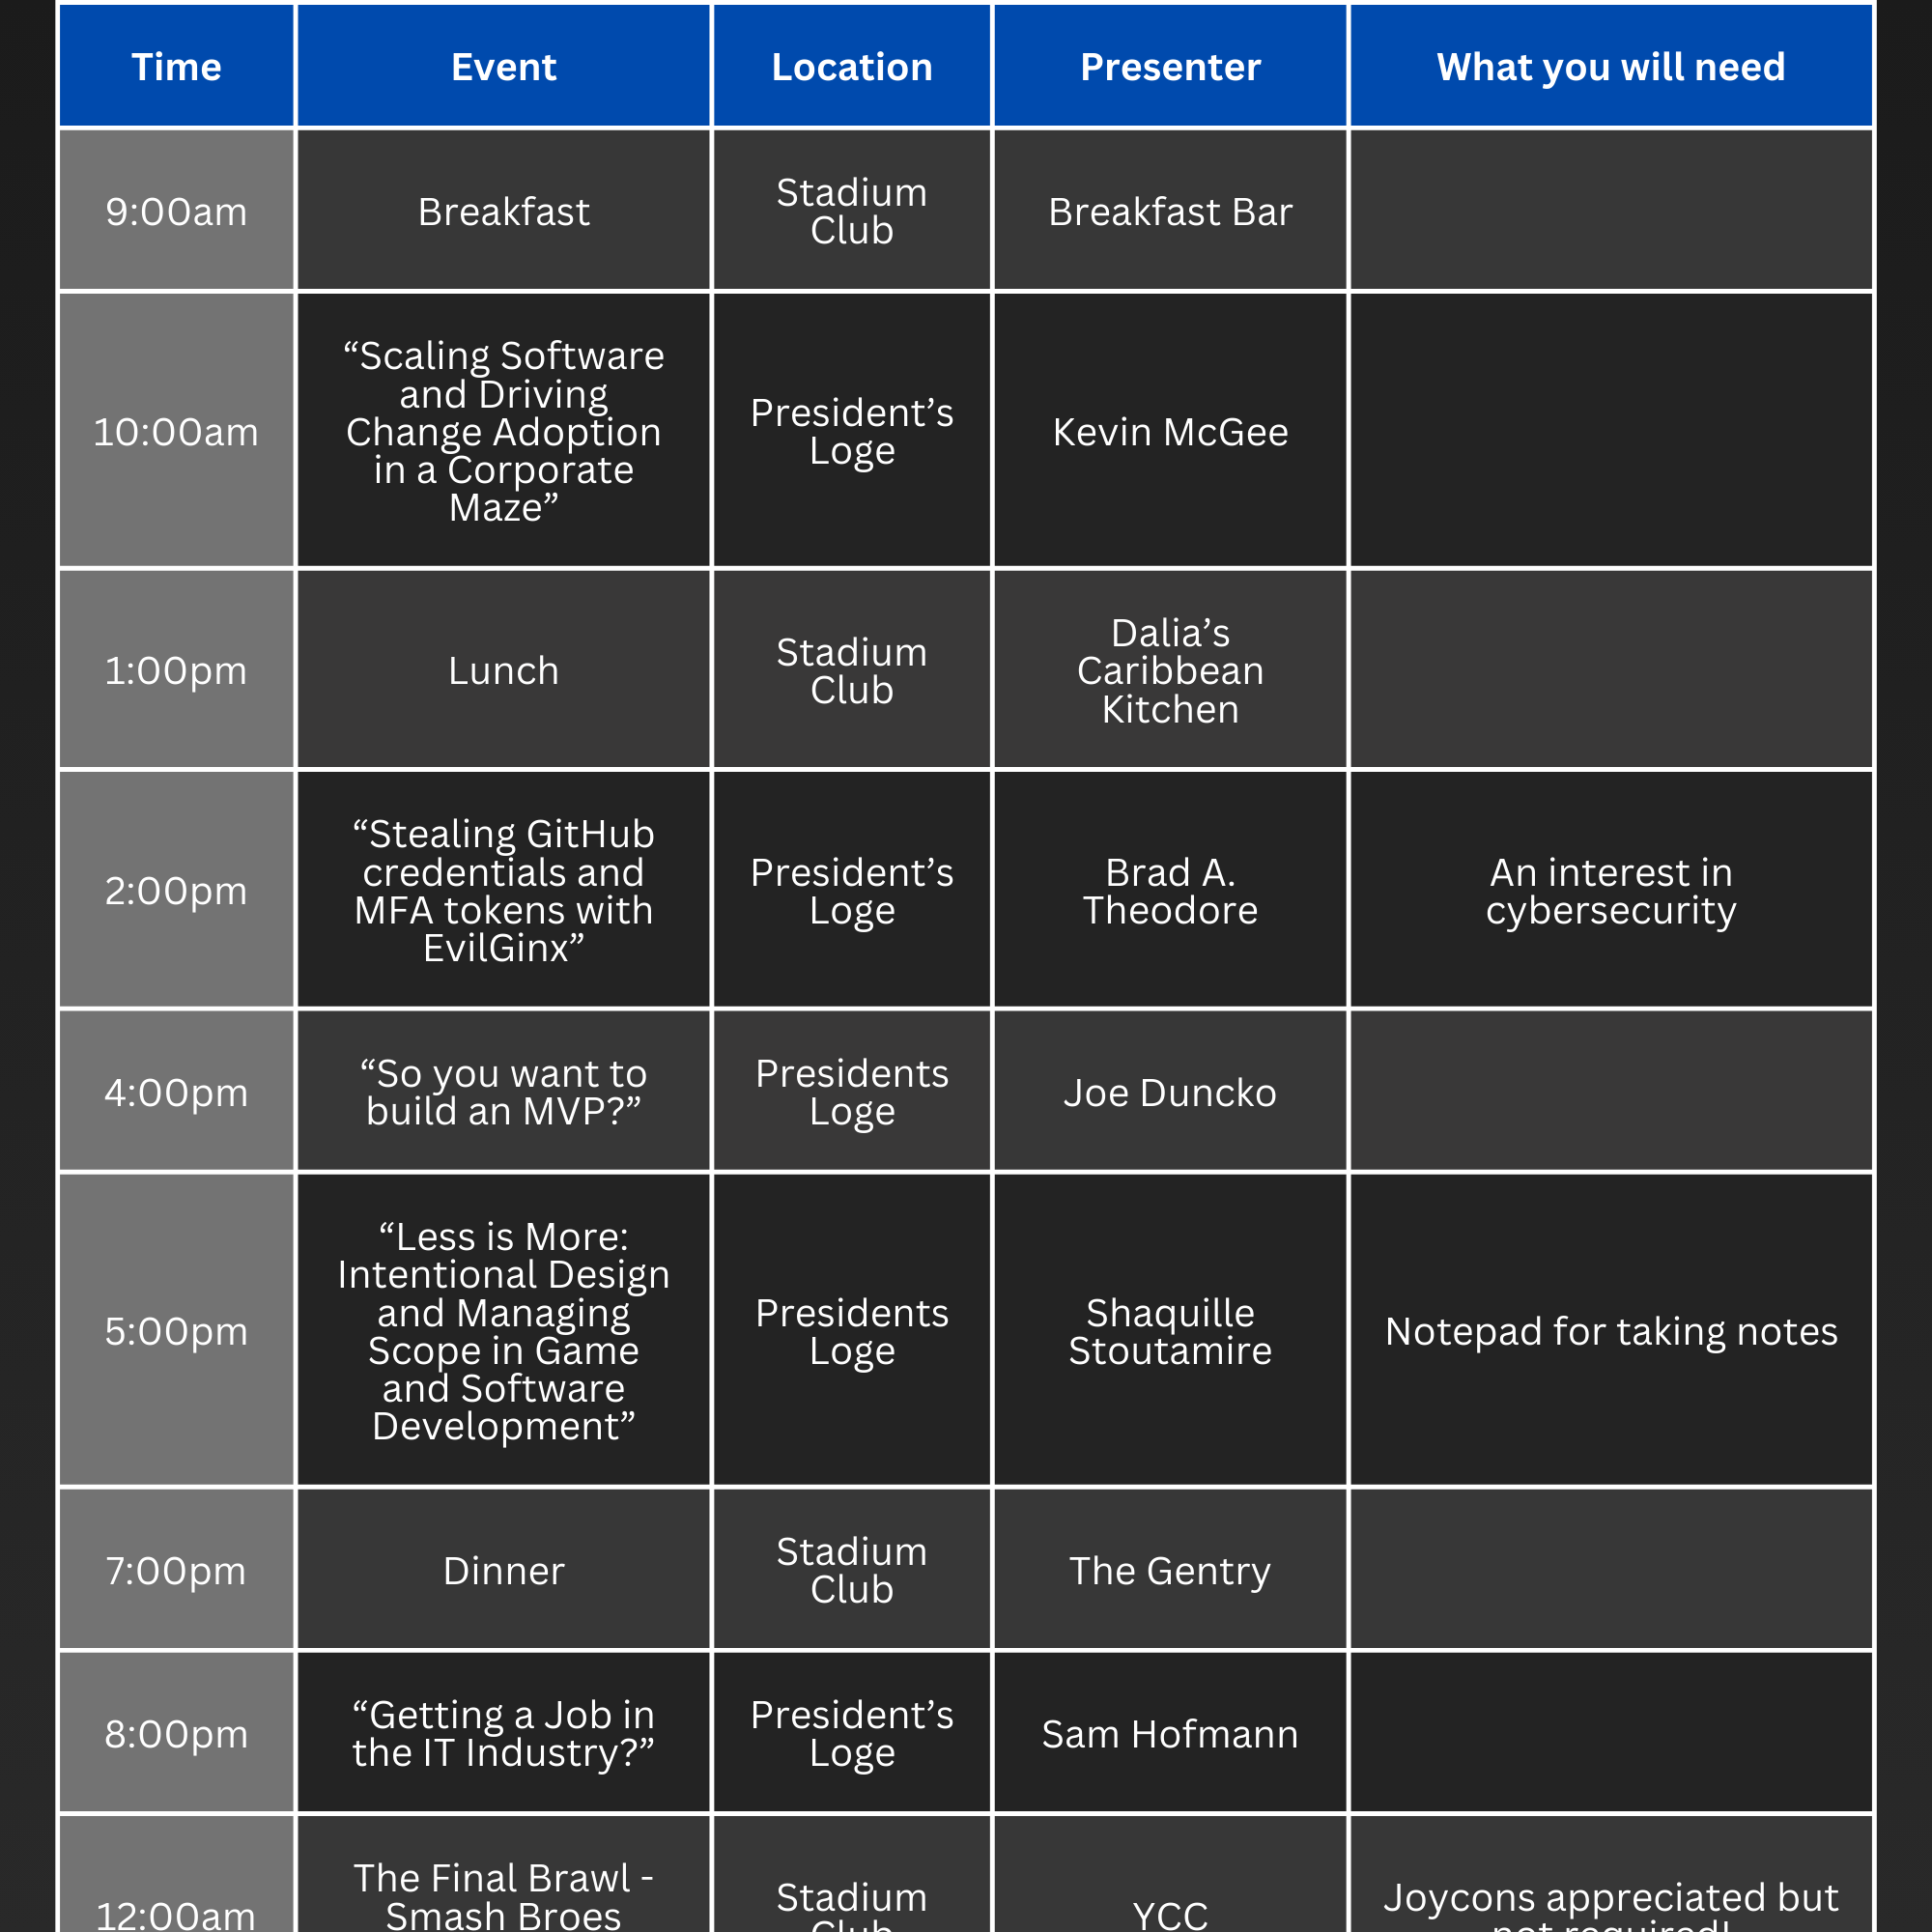 Time
Event
Location
Presenter
What you will need
9:00am
Breakfast
Stadium
Club
Breakfast Bar
10:00am
“Scaling Software
and Driving
Change Adoption
in a Corporate
Maze”
President’s
Loge
Kevin McGee
1:00pm
Lunch
Stadium
Club
Dalia’s
Caribbean
Kitchen
2:00pm
“Stealing GitHub
credentials and
MFA tokens with
EvilGinx”
President’s
Loge
Brad A.
Theodore
An interest in
cybersecurity
4:00pm
“So you want to
build an MVP?”
Presidents
Loge
Joe Duncko
5:00pm
“Less is More:
Intentional Design
and Managing
Scope in Game
and Software
Development”
Presidents
Loge
Shaquille
Stoutamire
Notepad for taking notes
7:00pm
Dinner
Stadium
Club
The Gentry
8:00pm
“Getting a Job in
the IT Industry?”
President’s
Loge
Sam Hofmann
12:00am
The Final Brawl -
Smash Broes
Stadium
Club
YCC
Joycons appreciated but
not required!